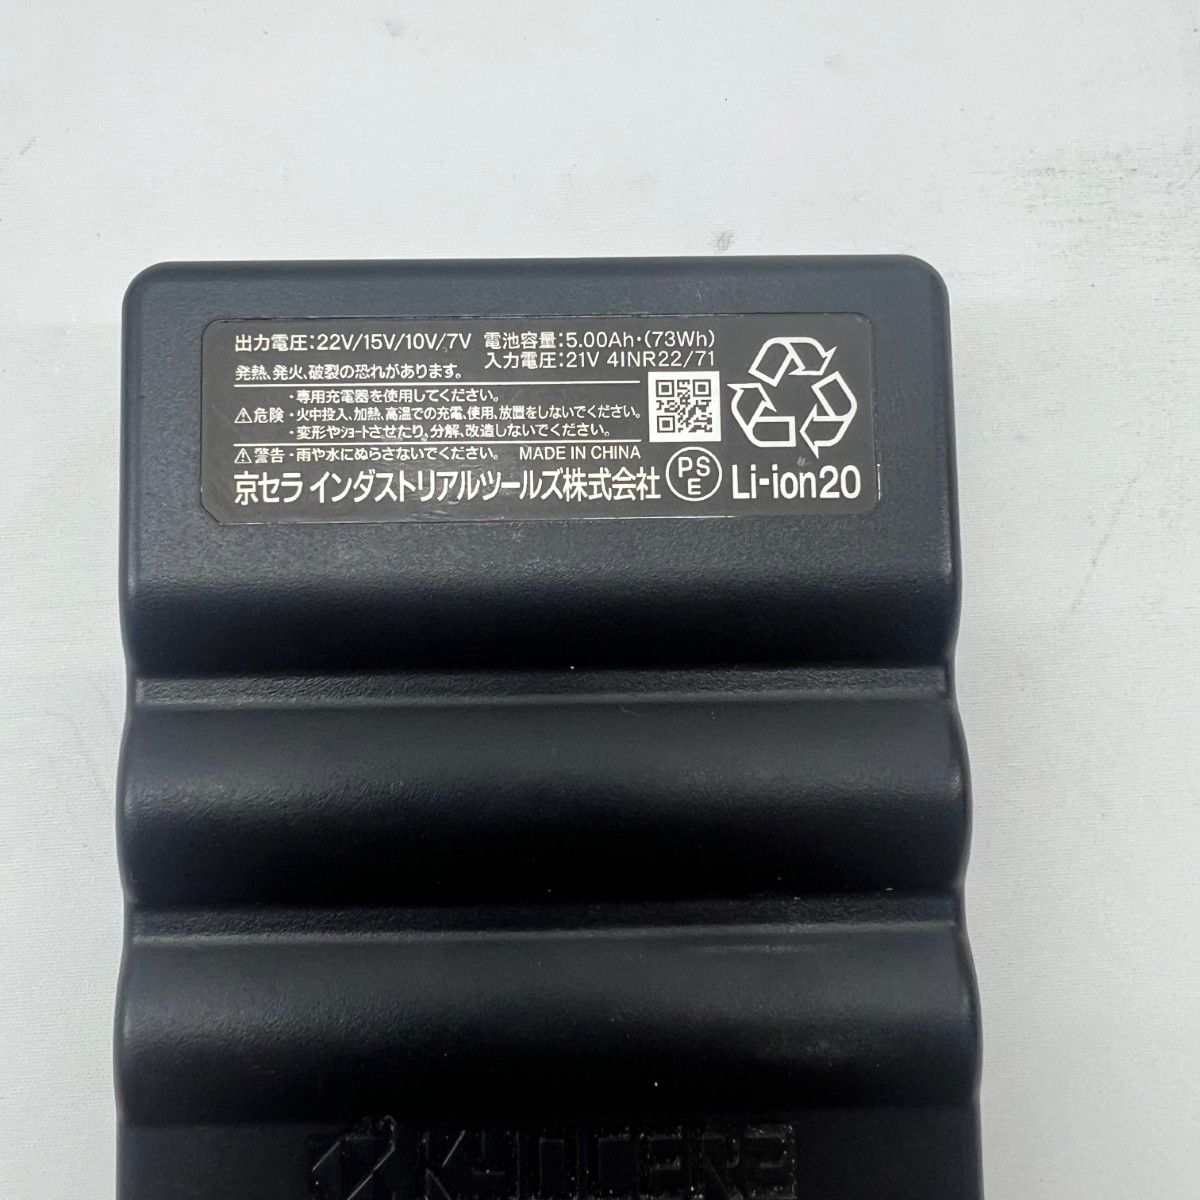 出力電圧:22V/15V/10V/7V 電池容量:5.00Ah・(73Wh)
入力電圧:21V 4INR22/71
発熱、発火、破裂の恐れがあります。
⚠危険
・専用充電器を使用してください。
・火中投入、加熱、高温での充電、使用、放置をしないでください。
・変形やショートさせたり、分解、改造しないでください。
⚠警告・雨や水にぬらさないでください。 MADE IN CHINA
京セラ インダストリアルツールズ株式会社
PS
E
Li-ion20
KYOCERA